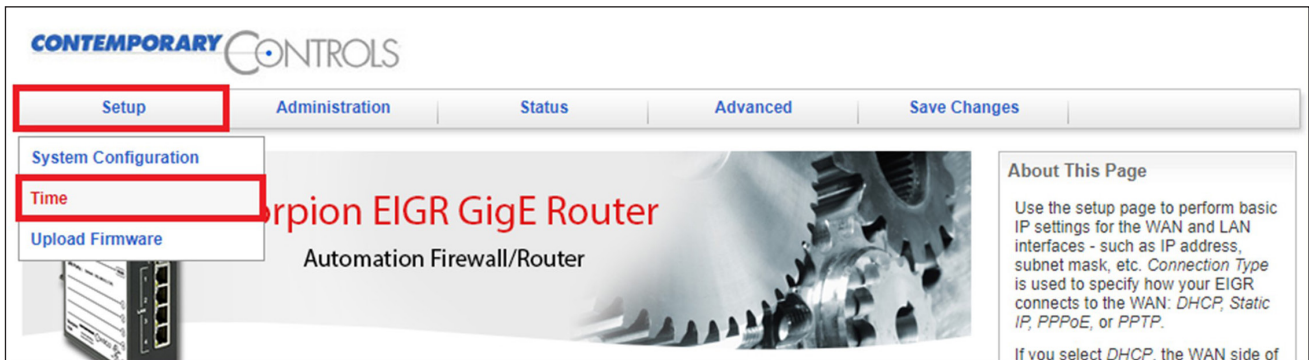 CONTEMPORARY CONTROLS
Setup
Administration
Status
Advanced
Save Changes
System Configuration
Time
Upload Firmware
orpion EIGR GigE Router
Automation Firewall/Router
About This Page
Use the setup page to perform basic
IP settings for the WAN and LAN
interfaces - such as IP address,
subnet mask, etc. Connection Type
is used to specify how your EIGR
connects to the WAN: DHCP, Static
IP, PPPoE, or PPTP.
If you select DHCP, the WAN side of